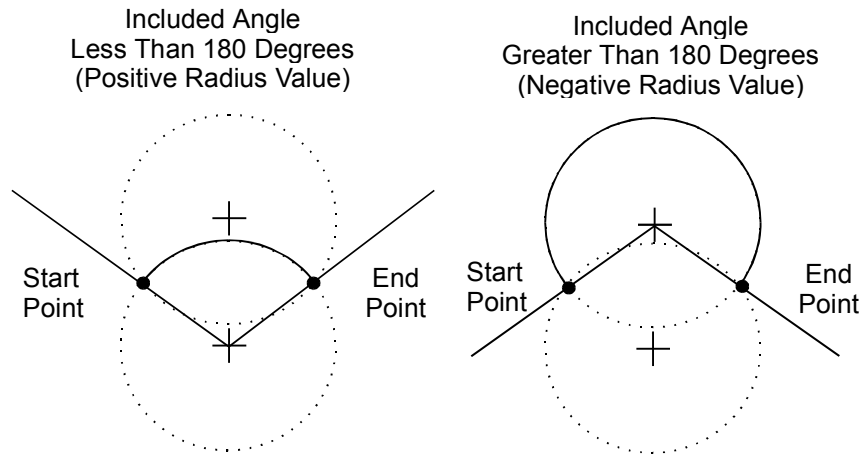 Included Angle
Less Than 180 Degrees
(Positive Radius Value)
Included Angle
Greater Than 180 Degrees
(Negative Radius Value)
Start
Point
End
Point
Start
Point
End
Point